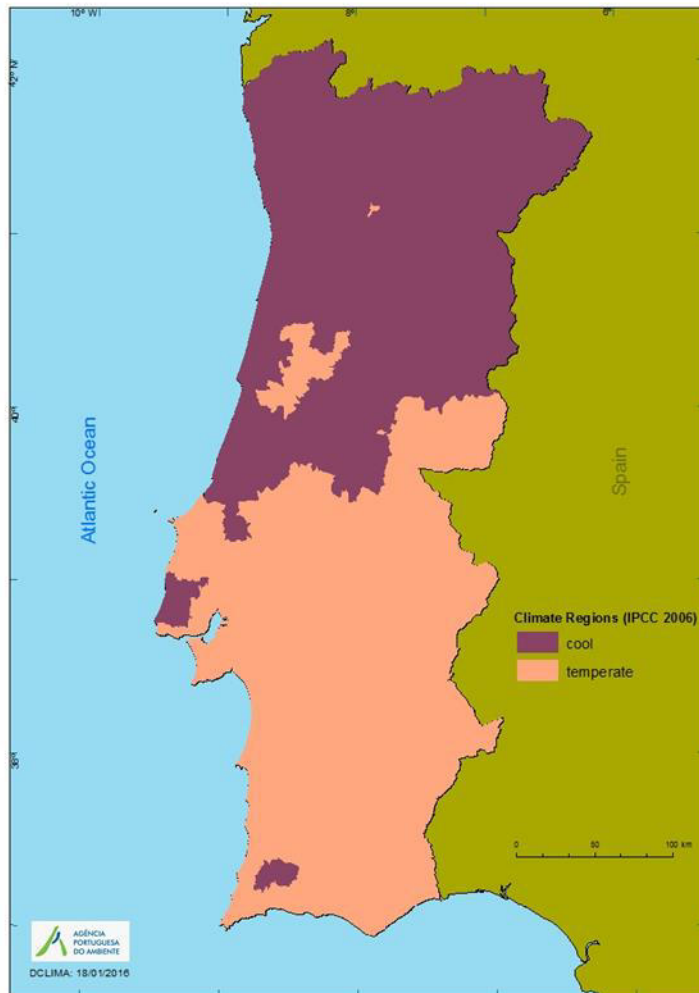 10° W
8°
6°
42° N
40°
38°
Atlantic Ocean
Spain
Climate Regions (IPCC 2006)
cool
temperate
0 50 100 km
AGÊNCIA
PORTUGUESA
DO AMBIENTE
DCLIMA: 18/01/2016